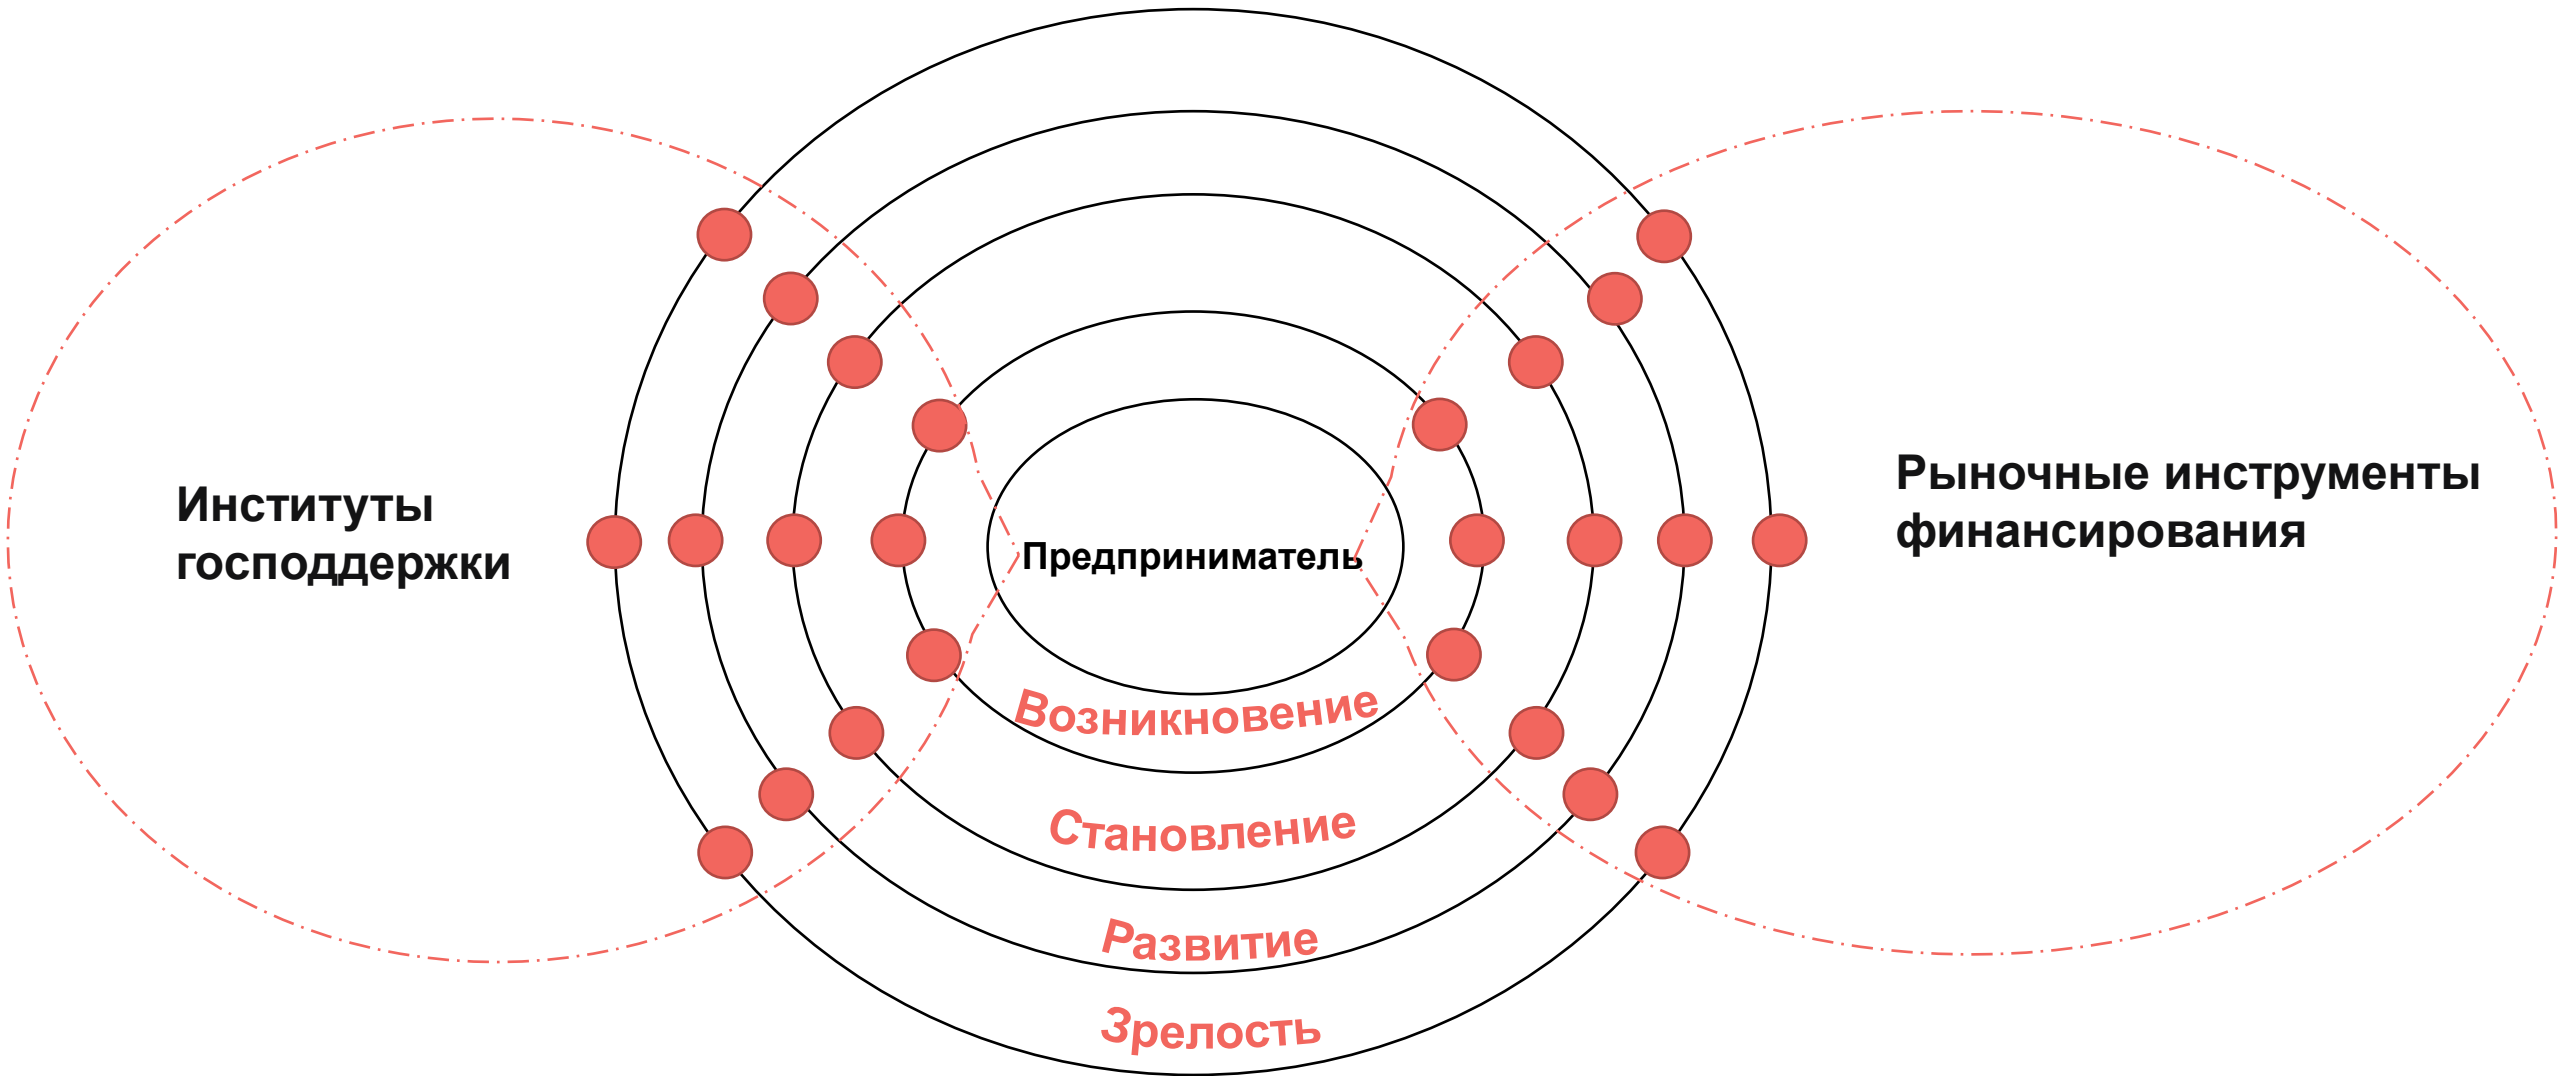 Институты
господдержки
Предприниматель
Рыночные инструменты
финансирования
Возникновение
Становление
Развитие
Зрелость